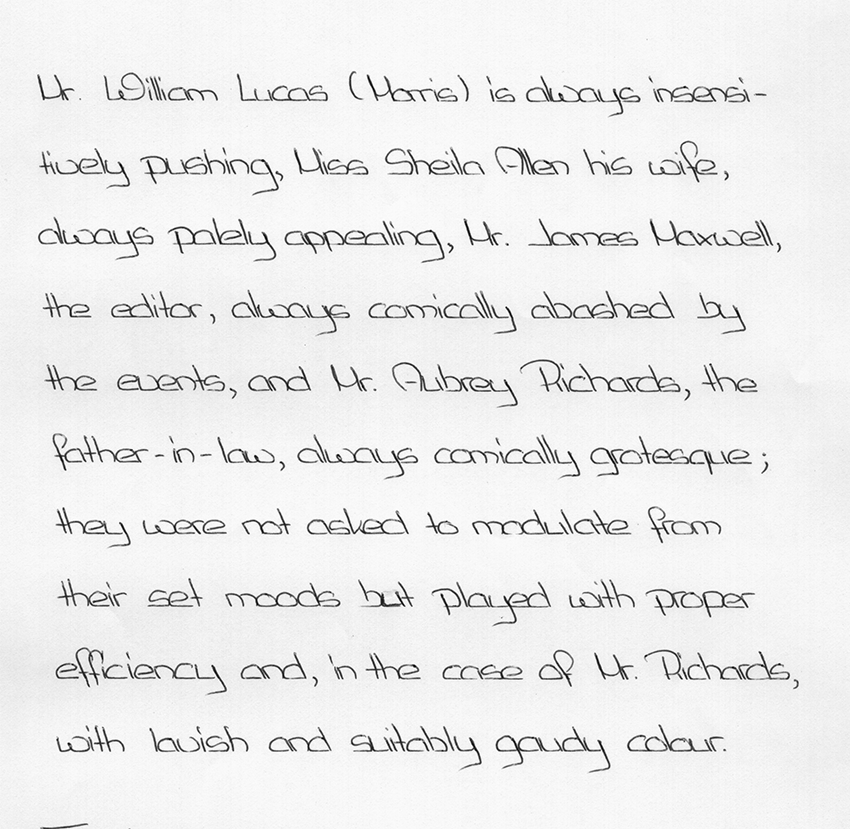 Mr. William Lucas (Morris) is always insensi-
tively pushing, Miss Sheila Allen his wife,
always palely appealing, Mr. James Maxwell,
the editor, always comically abashed by
the events, and Mr. Aubrey Richards, the
father-in-law, always comically grotesque;
they were not asked to modulate from
their set moods but played with proper
efficiency and, in the case of Mr. Richards,
with lavish and suitably gaudy colour.